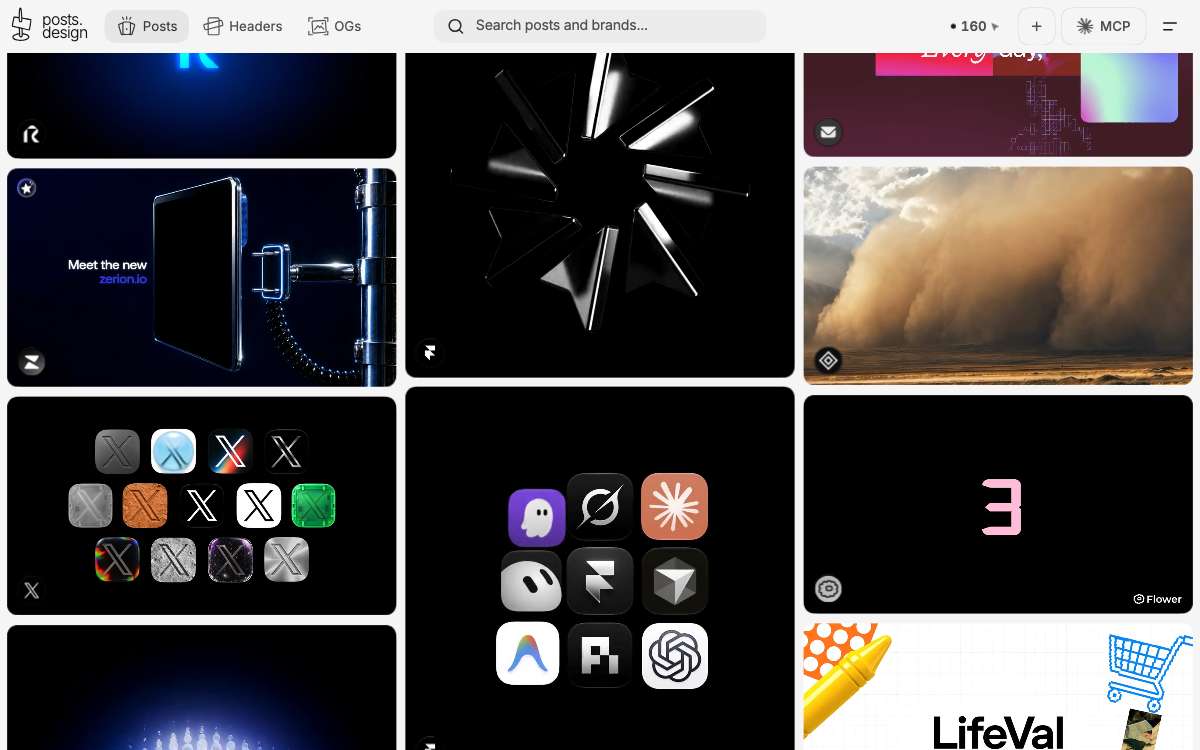 posts.
design
Posts
Headers
OGs
Search posts and brands...
160
+
MCP
Every day,
Meet the new
zerion.io
3
Flower
LifeVal